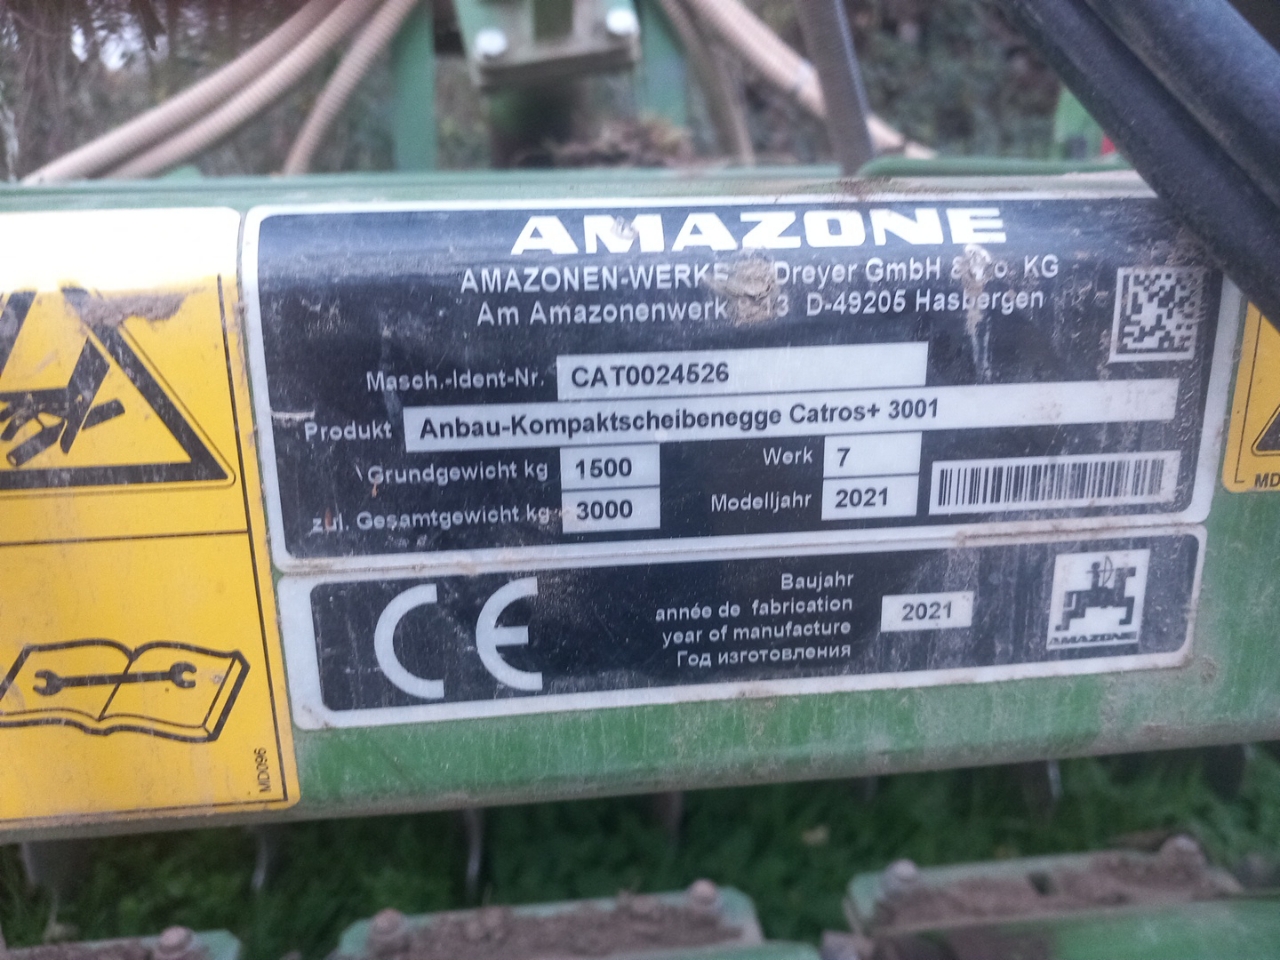 AMAZONE
AMAZONEN-WERKE Dreyer GmbH & Co. KG
Am Amazonenwerk D-49205 Hasbergen
Masch.-Ident-Nr. CAT0024526
Produkt Anbau-Kompaktscheibenegge Catros+ 3001
Grundgewicht kg 1500 Werk 7
zul. Gesamtgewicht kg 3000 Modelljahr 2021
CE
Baujahr
année de fabrication
year of manufacture
Год изготовления
2021
AMAZONE
MD096
MD